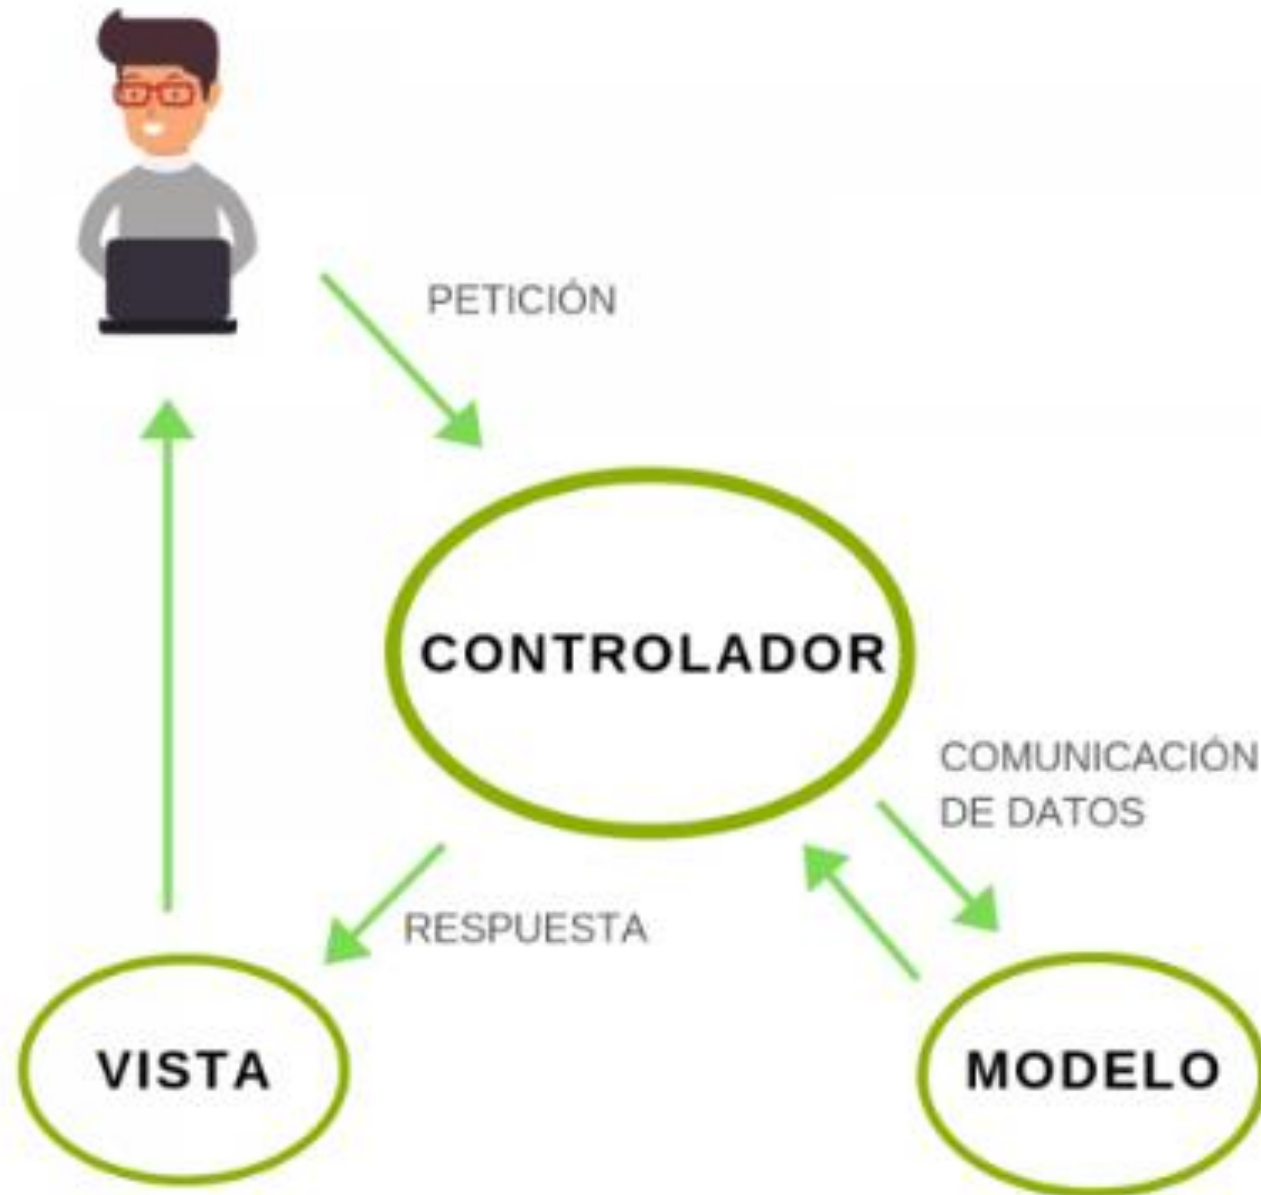 PETICIÓN
CONTROLADOR
COMUNICACIÓN
DE DATOS
RESPUESTA
VISTA
MODELO